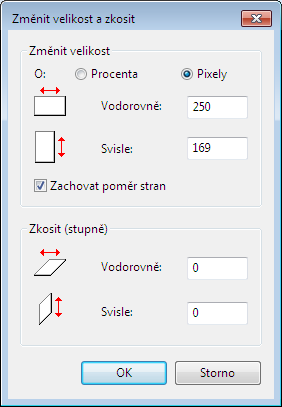 Změnit velikost a zkosit
Změnit velikost
O: Procenta Pixely
Vodorovně: 250
Svisle: 169
Zachovat poměr stran
Zkosit (stupně)
Vodorovně: 0
Svisle: 0
OK Storno